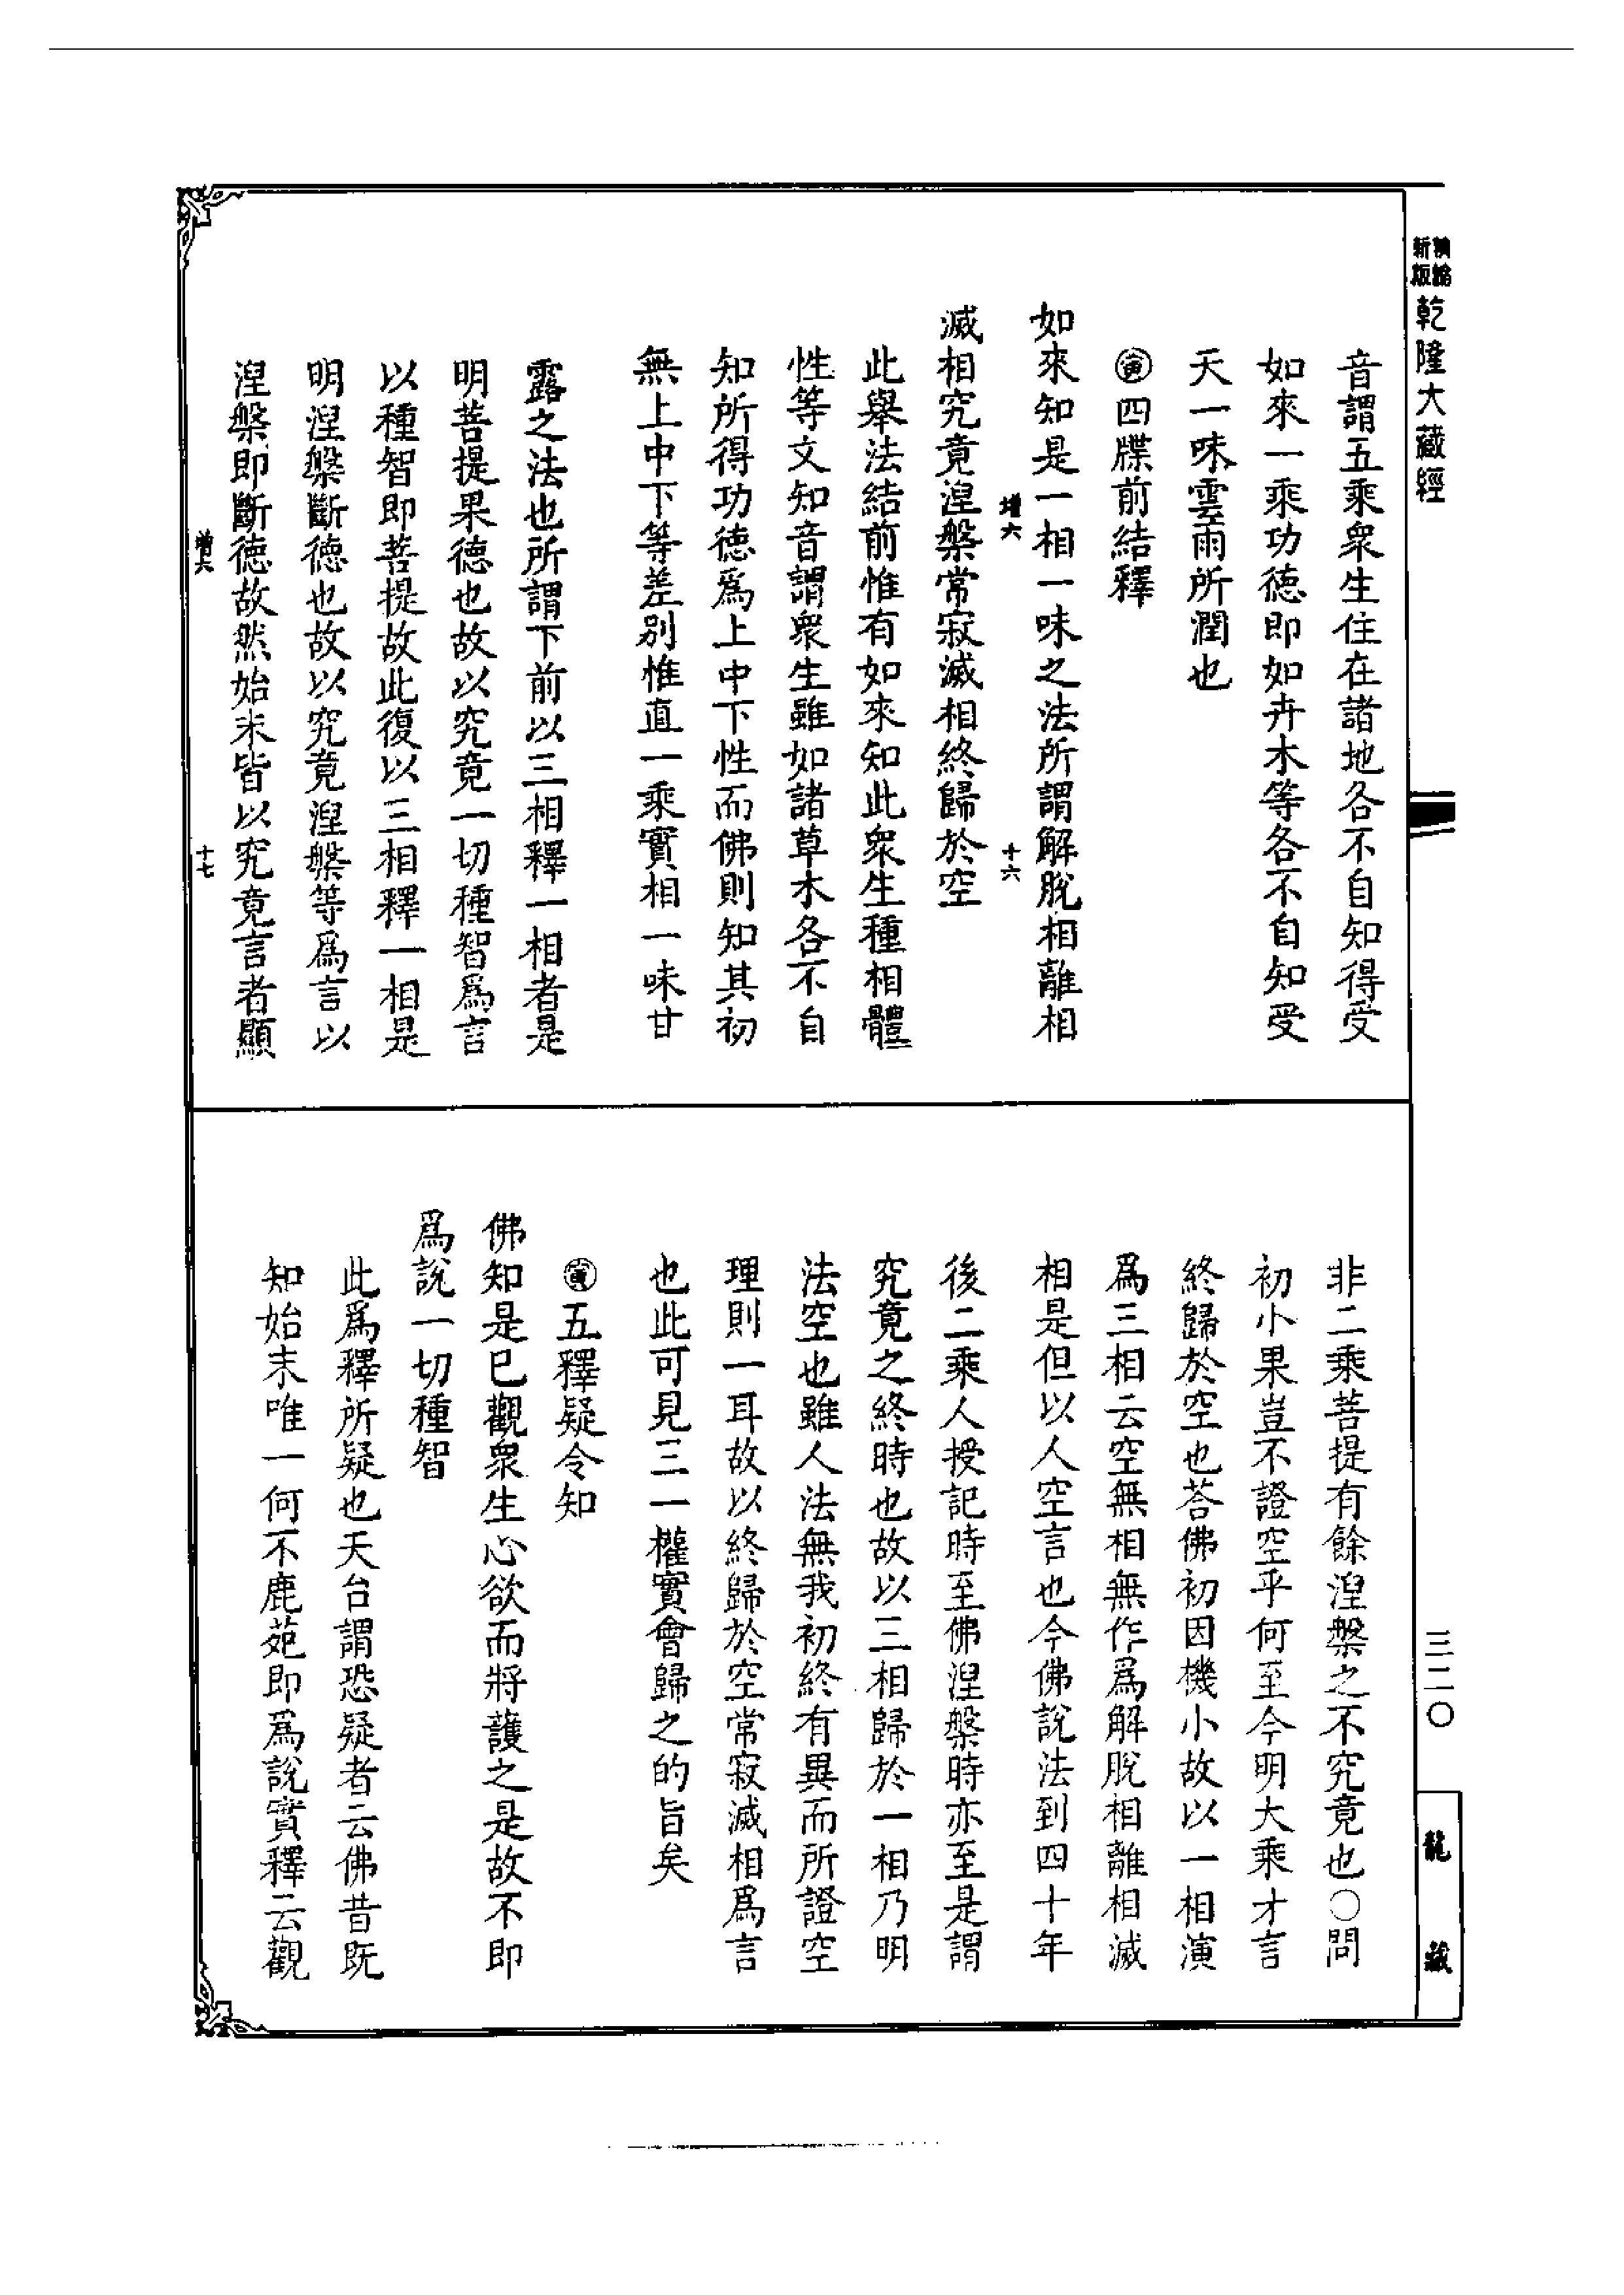 精縮
新版
乾隆大藏經
音謂五乘衆生住在諸地各不自知得受
如來一乘功德即如卉木等各不自知受
天一味雲雨所潤也
㊞四牒前結釋
如來知是一相一味之法所謂解脫相離相
增六
十六
滅相究竟涅槃常寂滅相終歸於空
此舉法結前惟有如來知此衆生種相體
性等文知音謂衆生雖如諸草木各不自
知所得功德爲上中下性而佛則知其初
無上中下等差別惟直一乘實相一味甘
露之法也所謂下前以三相釋一相者是
明菩提果德也故以究竟一切種智爲言
以種智即菩提故此復以三相釋一相是
明涅槃斷德也故以究竟涅槃等爲言以
涅槃即斷德故然始末皆以究竟言者顯
增六
十七
非二乘菩提有餘涅槃之不究竟也○問
初小果豈不證空乎何至今明大乘才言
終歸於空也荅佛初因機小故以一相演
爲三相云空無相無作爲解脫相離相滅
相是但以人空言也今佛說法到四十年
後二乘人授記時至佛涅槃時亦至是謂
究竟之終時也故以三相歸於一相乃明
法空也雖人法無我初終有異而所證空
理則一耳故以終歸於空常寂滅相爲言
也此可見三一權實會歸之的旨矣
寅五釋疑令知
佛知是已觀衆生心欲而將護之是故不即
爲說一切種智
此爲釋所疑也天台謂恐疑者云佛昔既
知始末唯一何不鹿苑即爲說實釋云觀
三二〇
龍藏